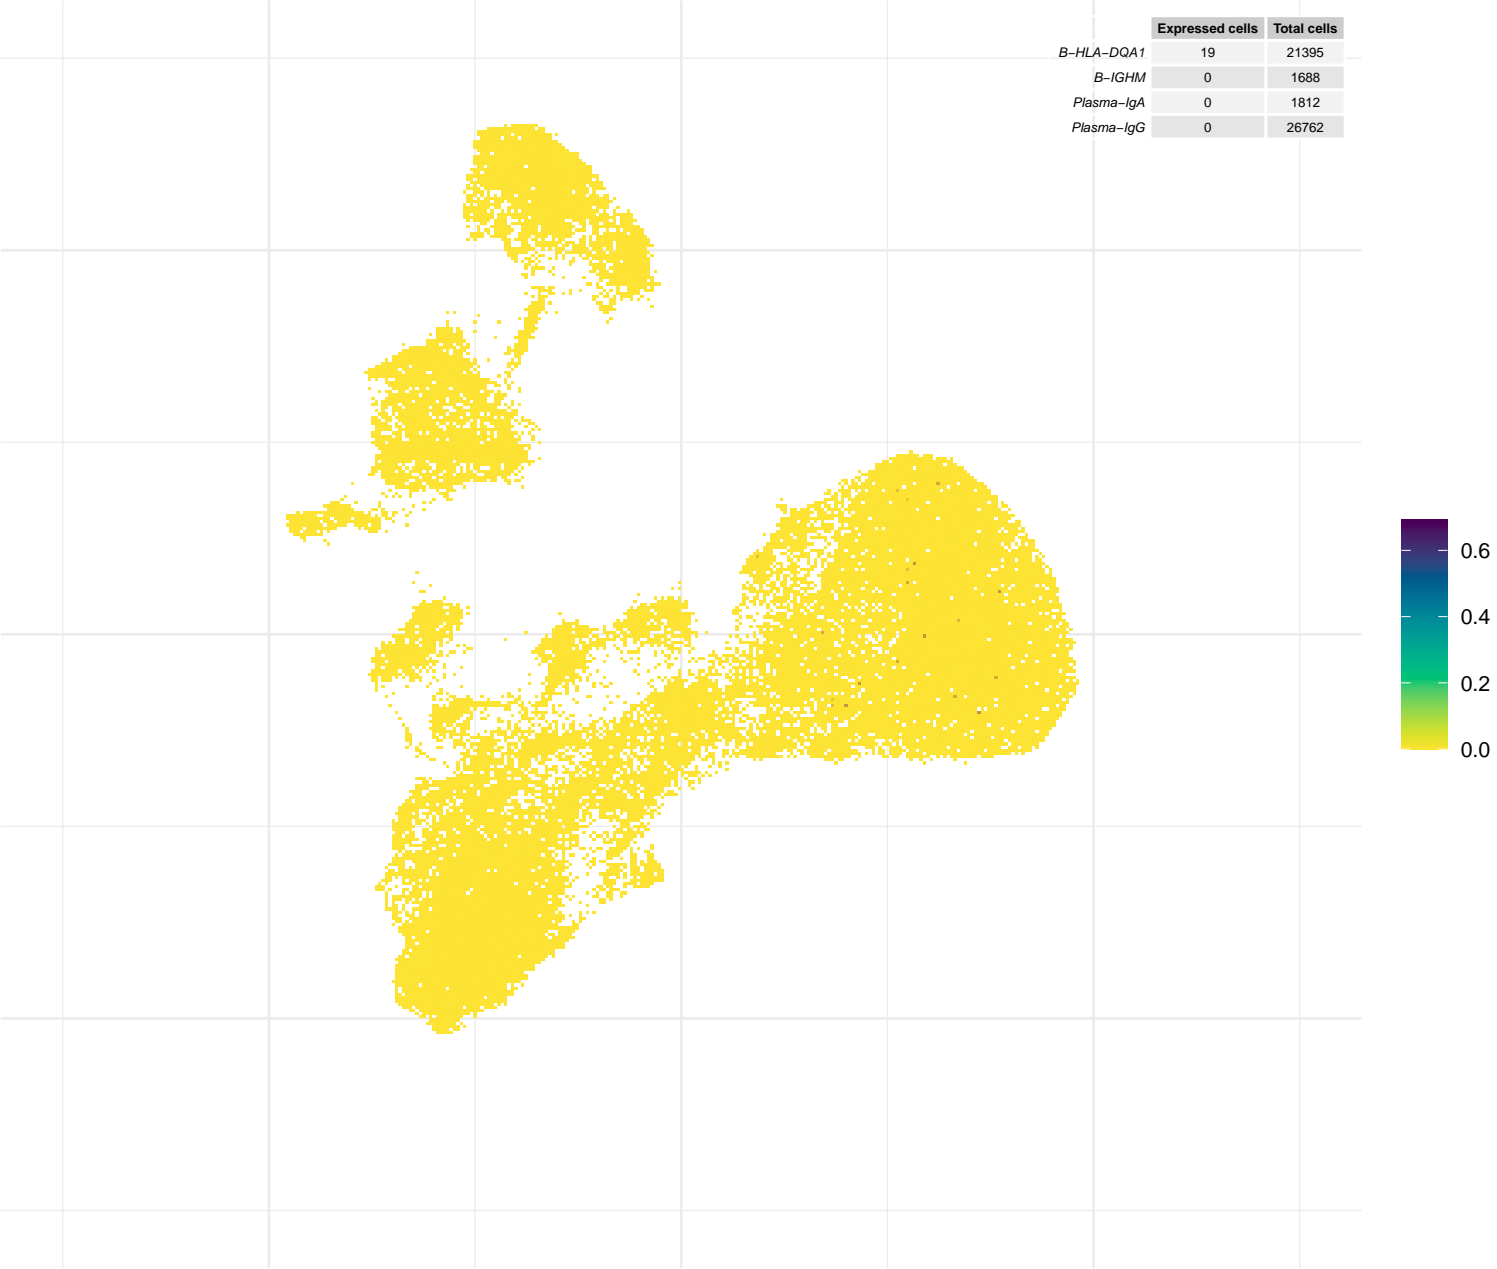 Expressed cells Total cells
B−HLA−DQA1 19 21395
B−IGHM 0 1688
Plasma−IgA 0 1812
Plasma−IgG 0 26762
0.6
0.4
0.2
0.0